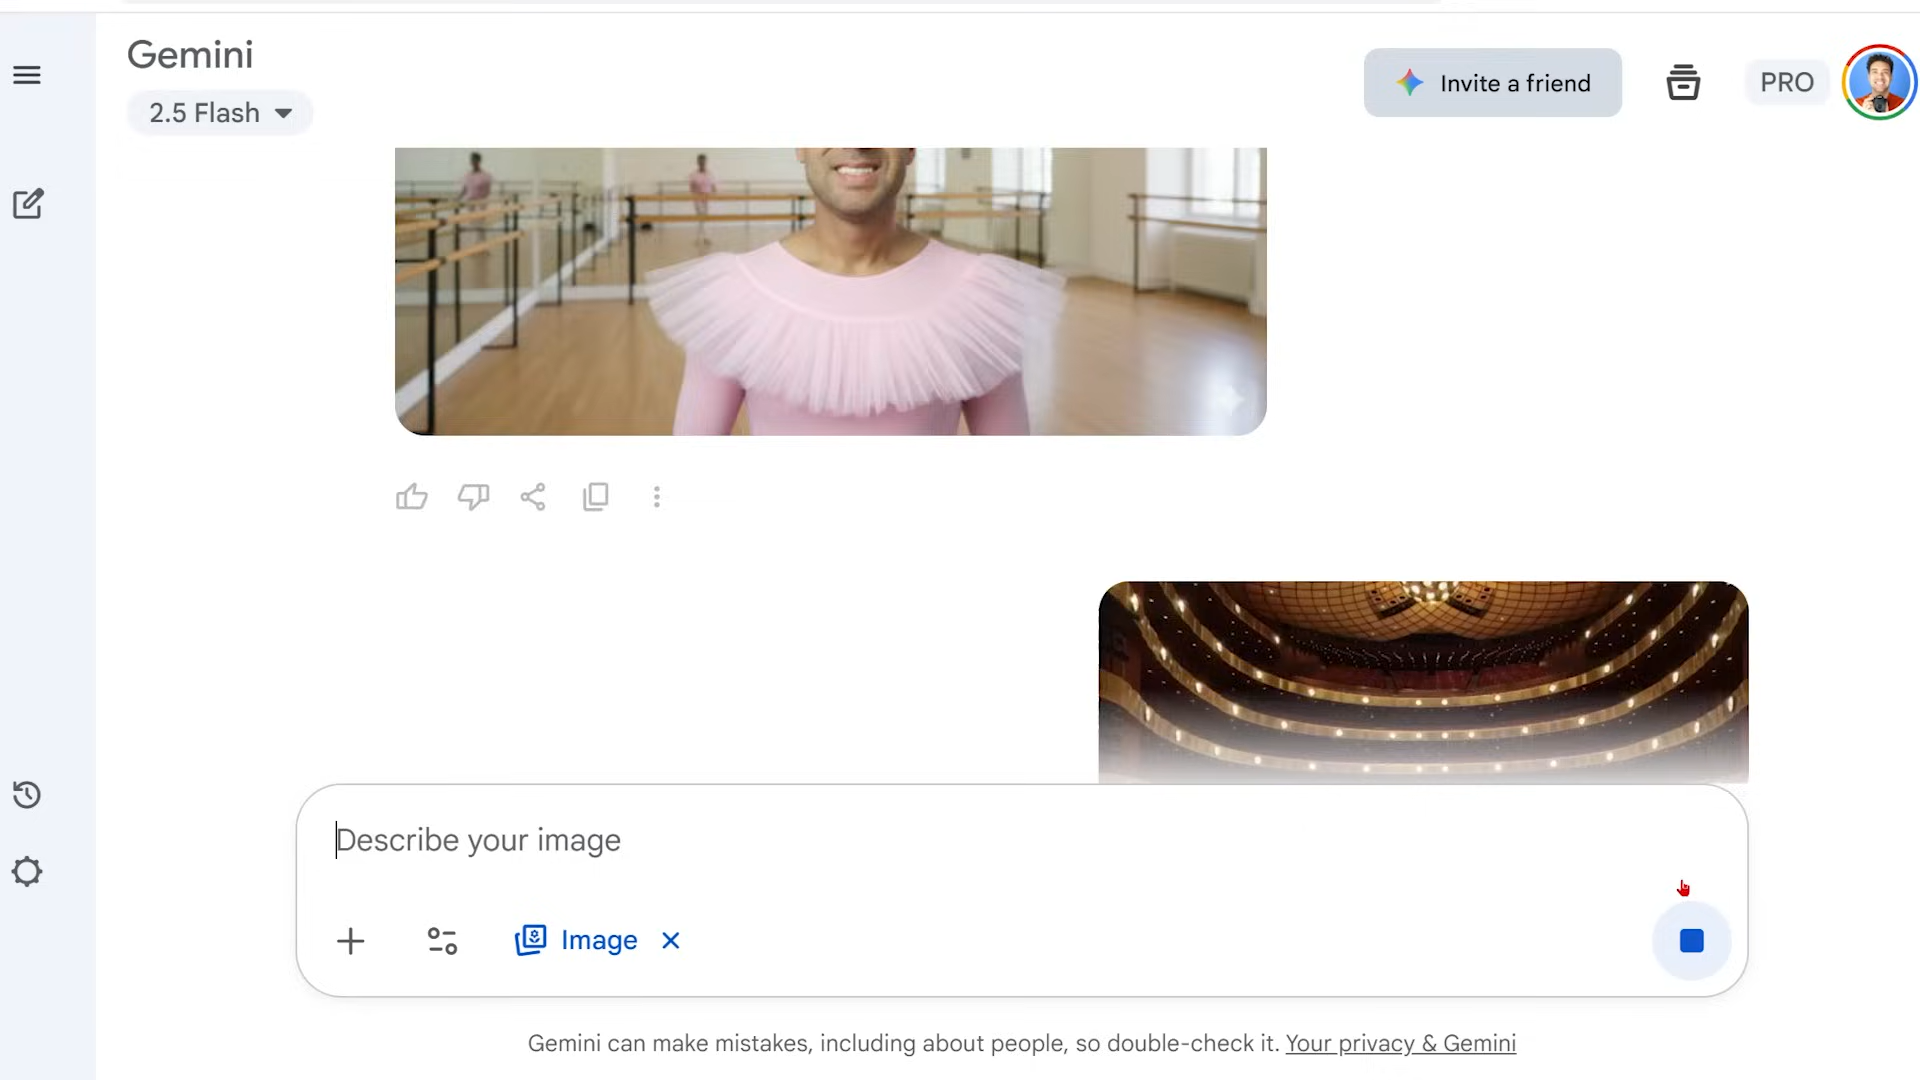 Gemini
2.5 Flash
Invite a friend
PRO
Describe your image
Image
Gemini can make mistakes, including about people, so double-check it. Your privacy & Gemini